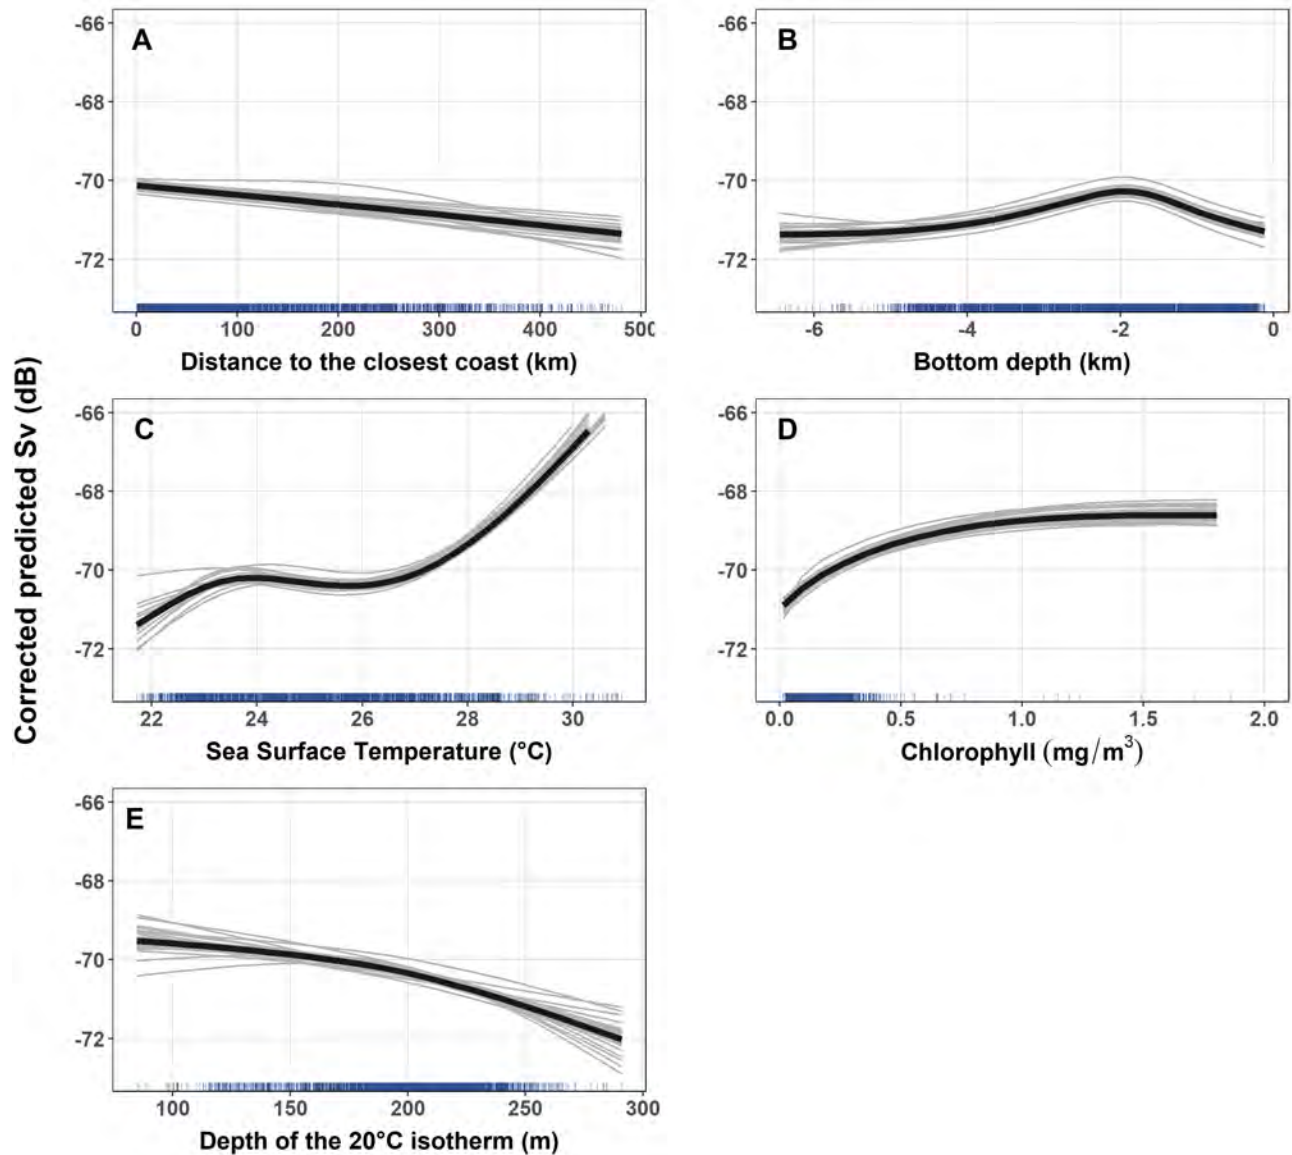 Corrected predicted Sv (dB)
A
-66
-68
-70
-72
0 100 200 300 400 500
Distance to the closest coast (km)
B
-66
-68
-70
-72
-6 -4 -2 0
Bottom depth (km)
C
-66
-68
-70
-72
22 24 26 28 30
Sea Surface Temperature (°C)
D
-66
-68
-70
-72
0.0 0.5 1.0 1.5 2.0
Chlorophyll (mg/m³)
E
-66
-68
-70
-72
100 150 200 250 300
Depth of the 20°C isotherm (m)